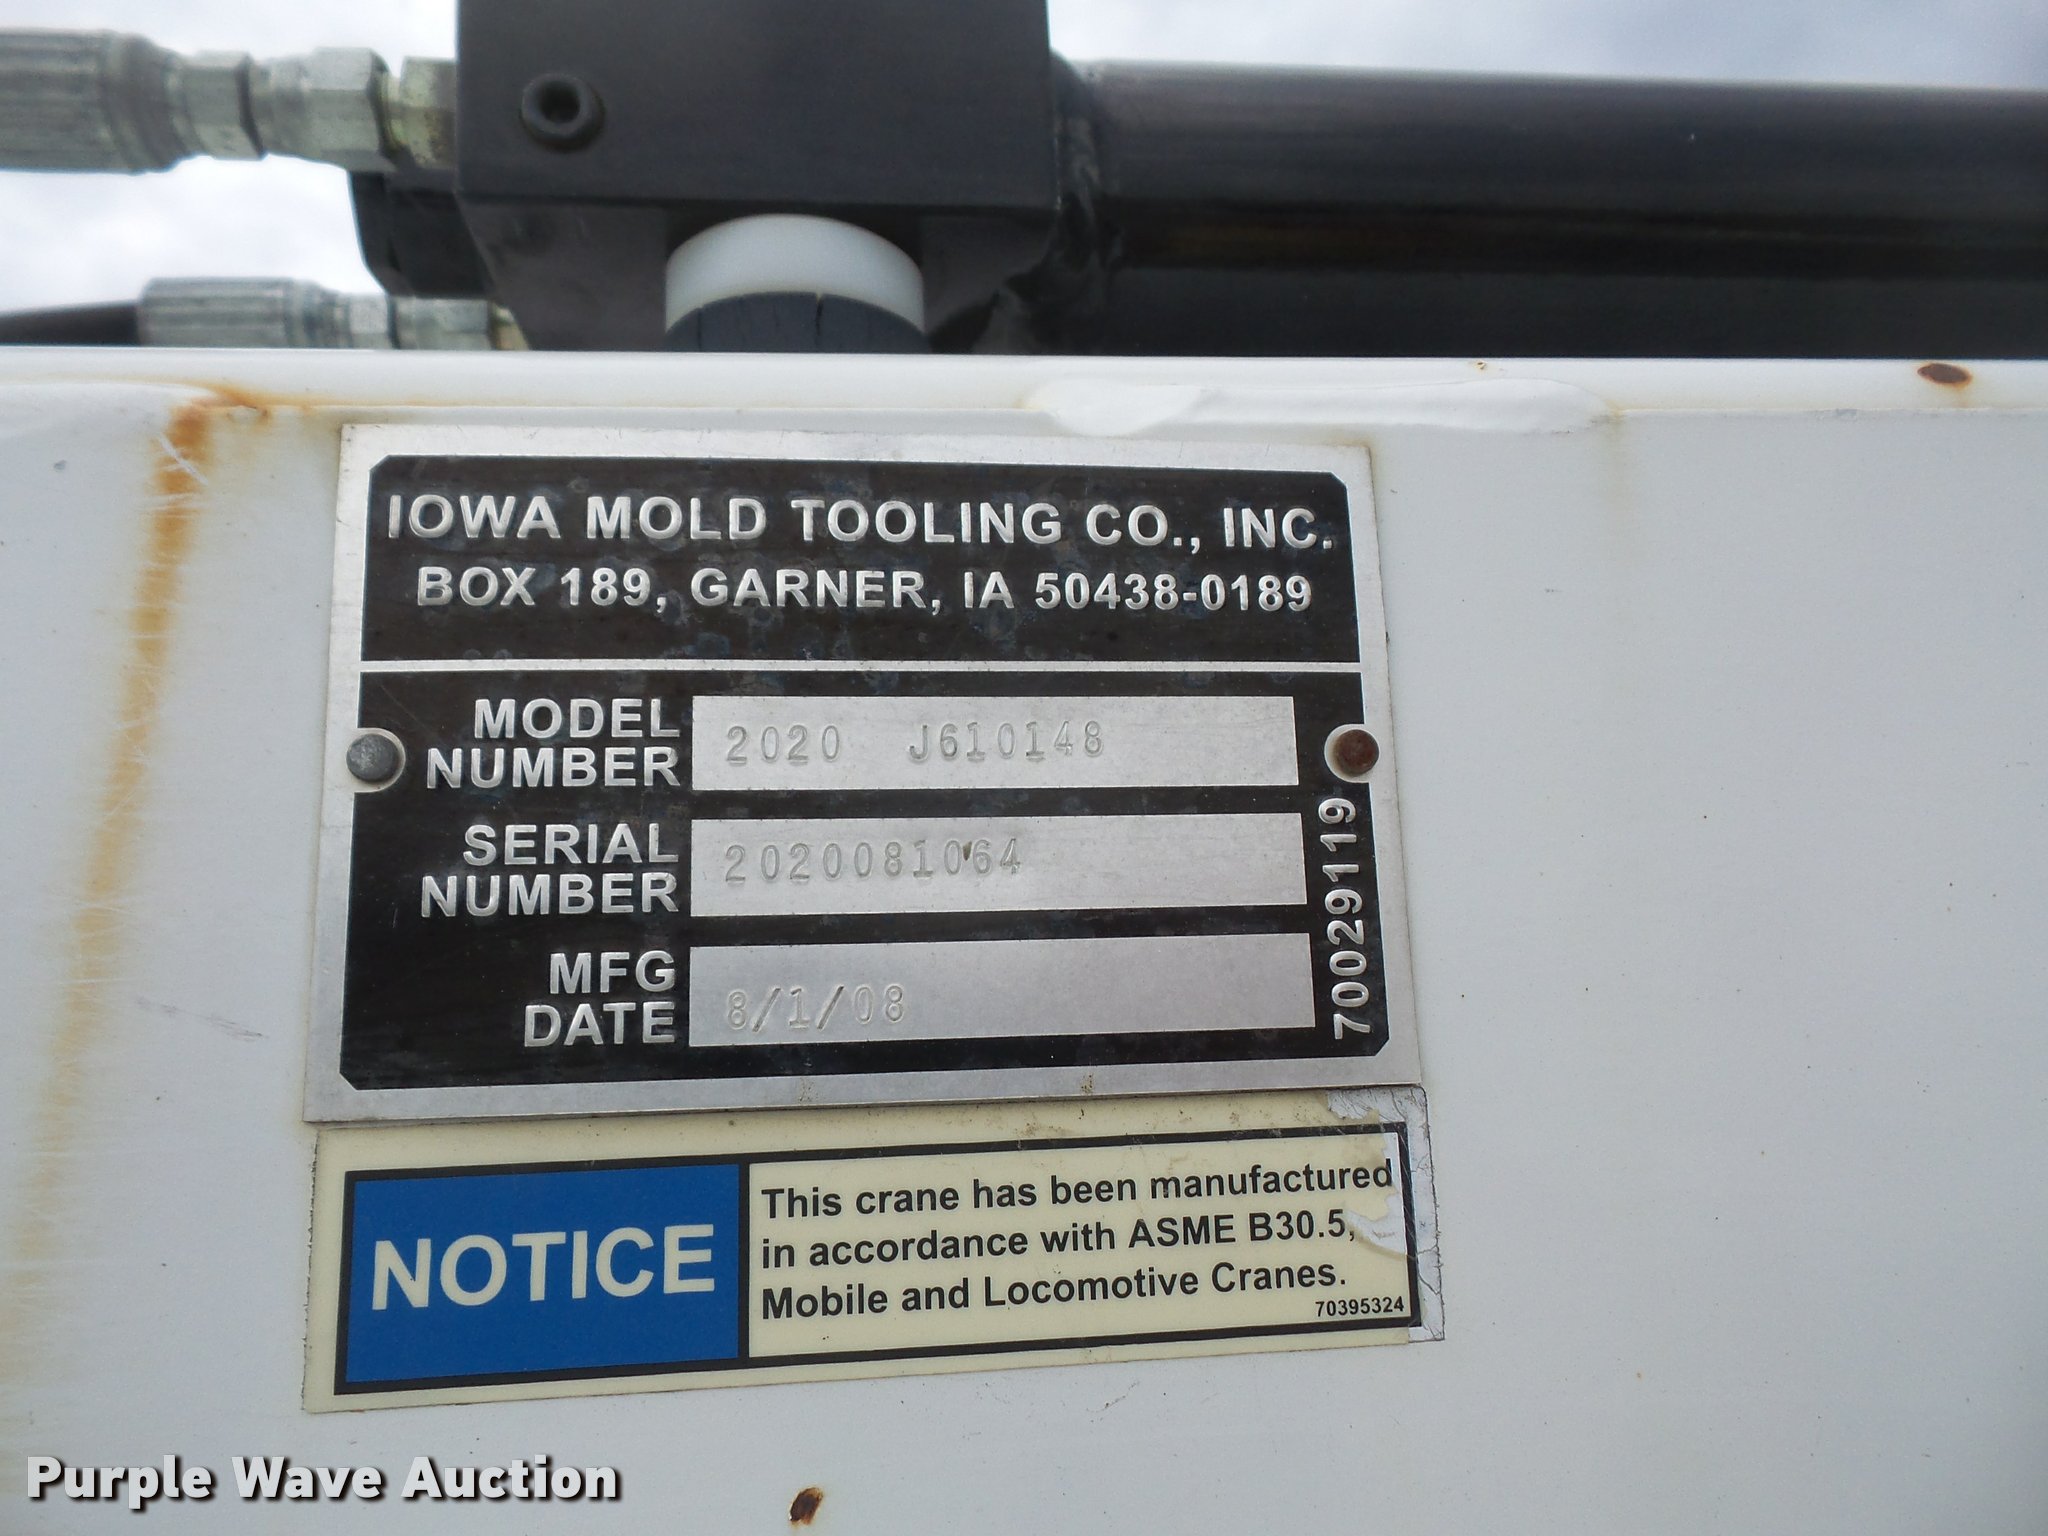 IOWA MOLD TOOLING CO., INC.
BOX 189, GARNER, IA 50438-0189
MODEL NUMBER 2020 J610148
SERIAL NUMBER 2020081064
MFG DATE 8/1/08
70029119
NOTICE
This crane has been manufactured
in accordance with ASME B30.5,
Mobile and Locomotive Cranes.
70395324
Purple Wave Auction